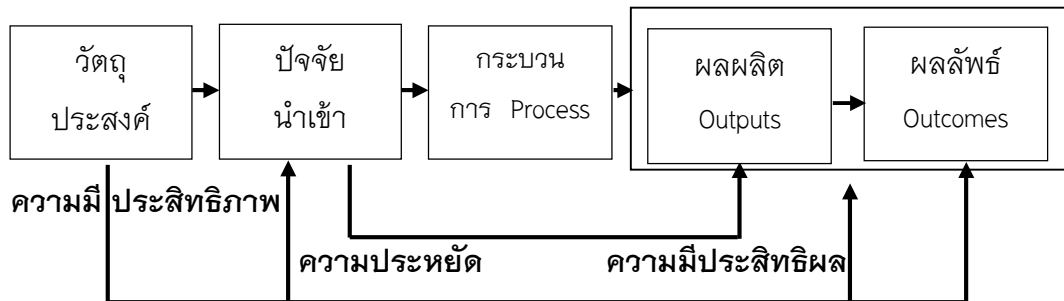 วัตถุ
ประสงค์
ปัจจัย
นำเข้า
กระบวน
การ Process
ผลผลิต
Outputs
ผลลัพธ์
Outcomes
ความมี ประสิทธิภาพ
ความประหยัด
ความมีประสิทธิผล